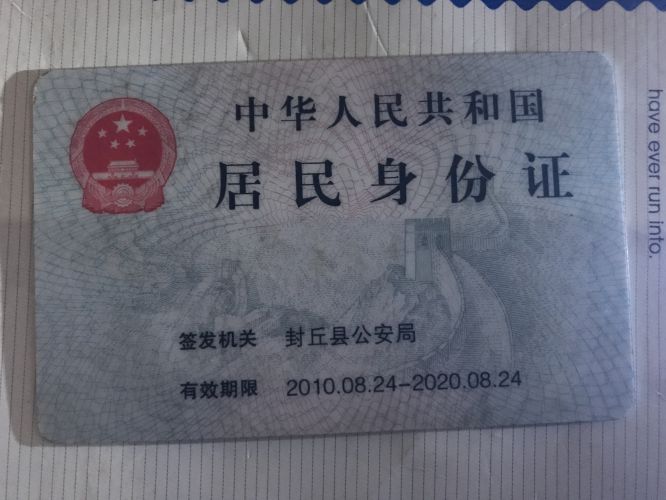 中华人民共和国
居民身份证
签发机关 封丘县公安局
有效期限 2010.08.24-2020.08.24
have ever run into.